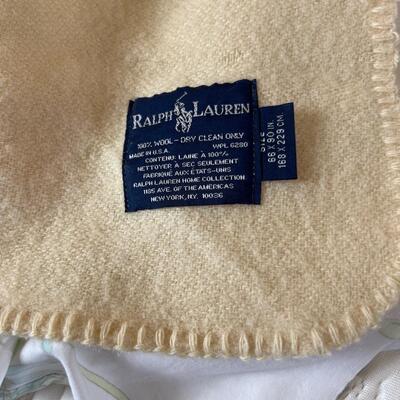 RALPH LAUREN
100% WOOL - DRY CLEAN ONLY
MADE IN U.S.A. WPL 6280
CONTENU: LAINE À 100%
NETTOYER À SEC SEULEMENT
FABRIQUÉ AUX ÉTATS-UNIS
RALPH LAUREN HOME COLLECTION
1185 AVE. OF THE AMERICAS
NEW YORK, NY. 10036
SIZE
66 X 90 IN.
168 X 229 CM.